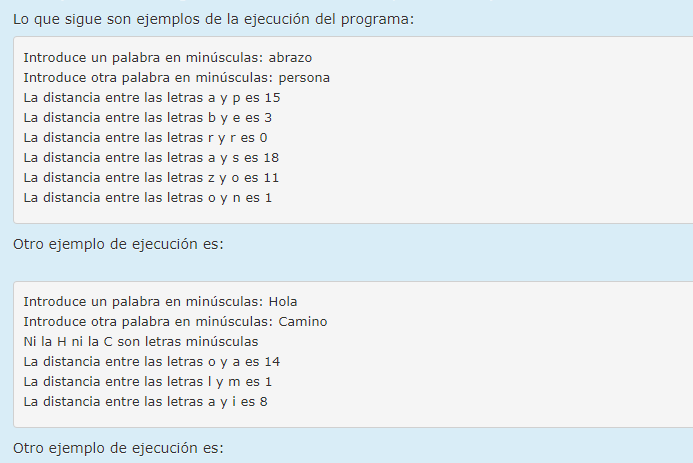 Lo que sigue son ejemplos de la ejecución del programa:
Introduce un palabra en minúsculas: abrazo
Introduce otra palabra en minúsculas: persona
La distancia entre las letras a y p es 15
La distancia entre las letras b y e es 3
La distancia entre las letras r y r es 0
La distancia entre las letras a y s es 18
La distancia entre las letras z y o es 11
La distancia entre las letras o y n es 1
Otro ejemplo de ejecución es:
Introduce un palabra en minúsculas: Hola
Introduce otra palabra en minúsculas: Camino
Ni la H ni la C son letras minúsculas
La distancia entre las letras o y a es 14
La distancia entre las letras l y m es 1
La distancia entre las letras a y i es 8
Otro ejemplo de ejecución es: